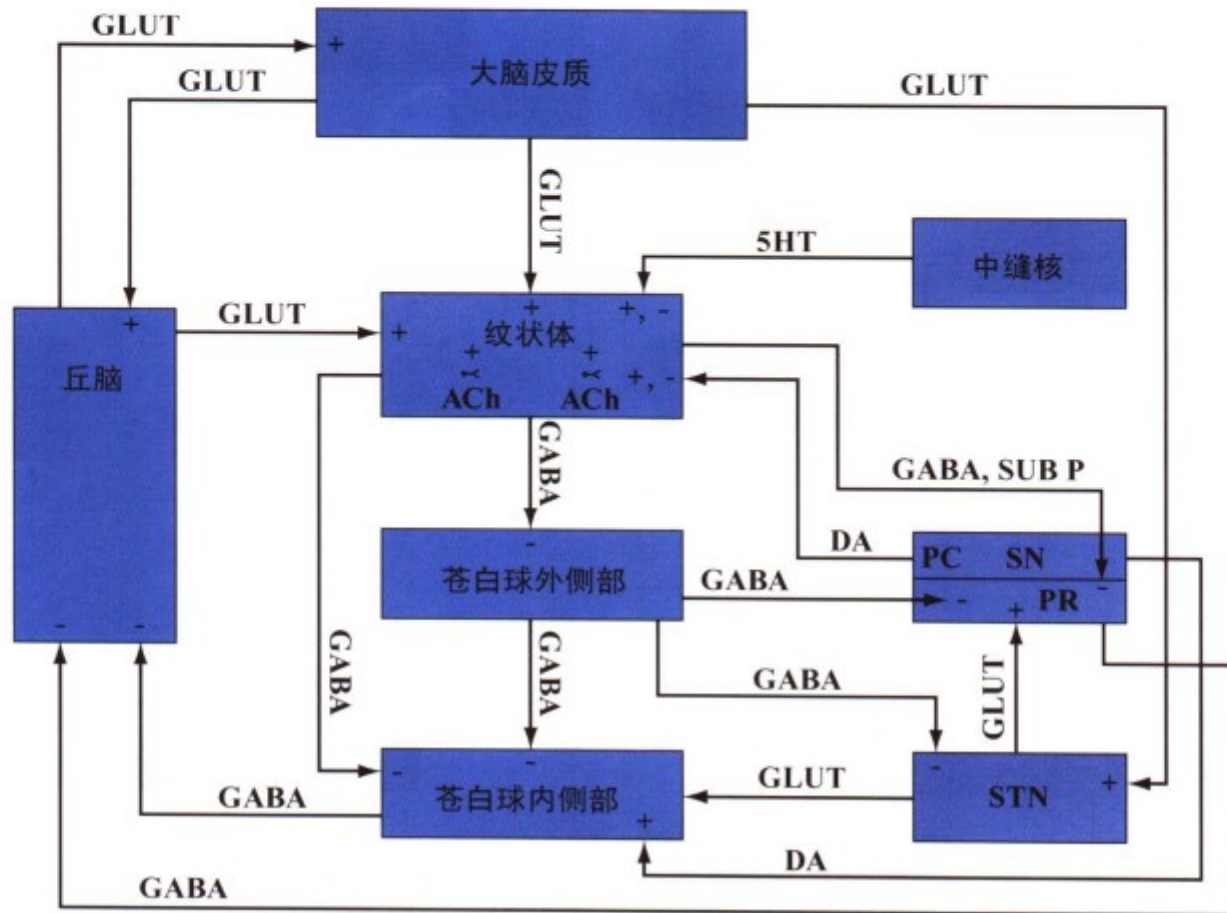 GLUT
+
大脑皮质
GLUT
GLUT
GLUT
5HT
中缝核
+
GLUT
+
+
+, -
纹状体
丘脑
+
+
ACh
ACh
+, -
GABA
GABA, SUB P
-
苍白球外侧部
DA
PC
SN
GABA
-
PR
-
+
-
-
GABA
GABA
GABA
GLUT
-
-
苍白球内侧部
+
GABA
GLUT
-
STN
+
DA
GABA